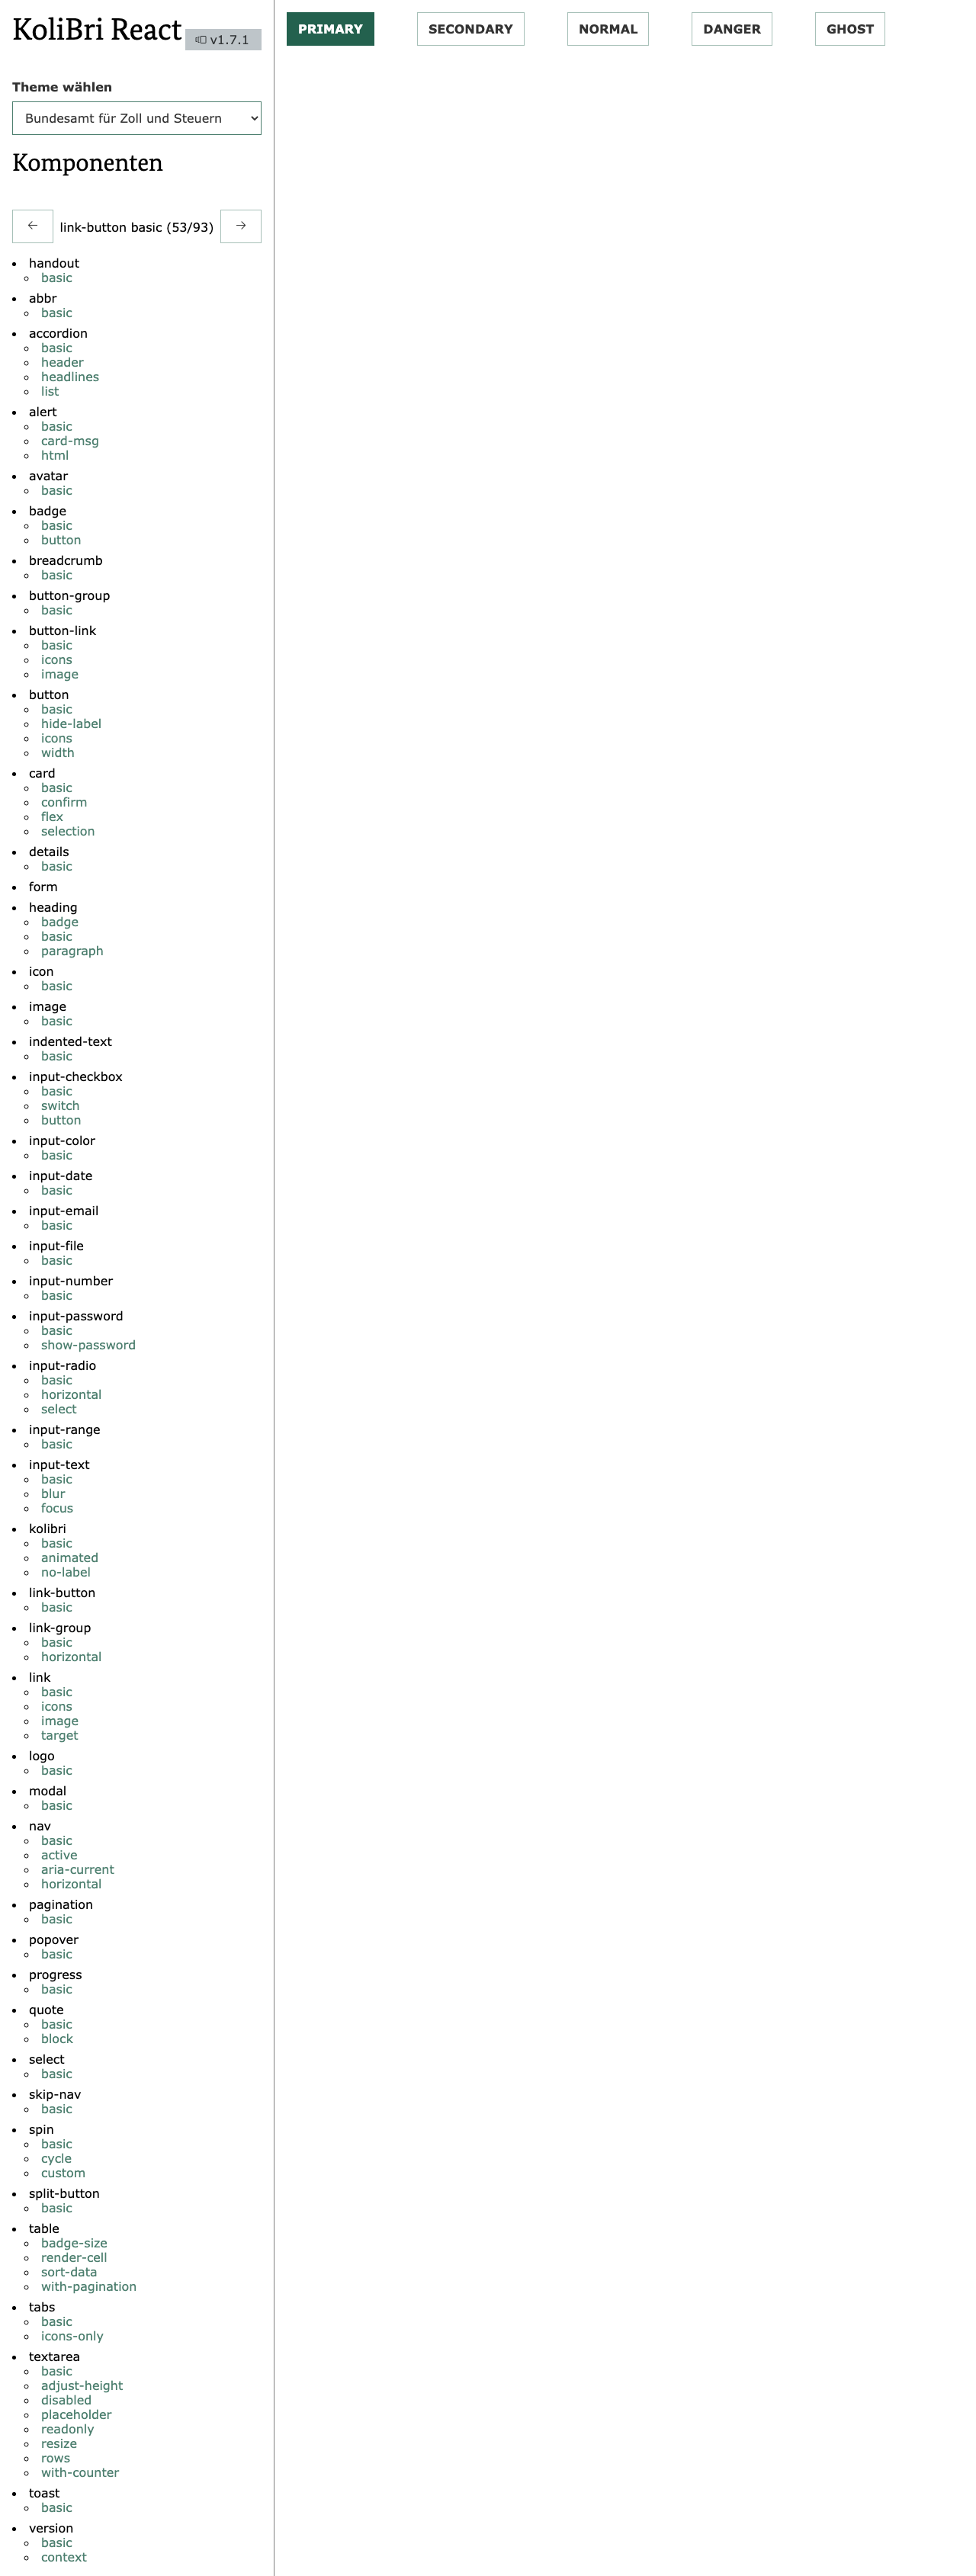 KoliBri React v1.7.1
Theme wählen
Bundesamt für Zoll und Steuern
Komponenten
link-button basic (53/93)
handout
basic
abbr
basic
accordion
basic
header
headlines
list
alert
basic
card-msg
html
avatar
basic
badge
basic
button
breadcrumb
basic
button-group
basic
button-link
basic
icons
image
button
basic
hide-label
icons
width
card
basic
confirm
flex
selection
details
basic
form
heading
badge
basic
paragraph
icon
basic
image
basic
indented-text
basic
input-checkbox
basic
switch
button
input-color
basic
input-date
basic
input-email
basic
input-file
basic
input-number
basic
input-password
basic
show-password
input-radio
basic
horizontal
select
input-range
basic
input-text
basic
blur
focus
kolibri
basic
animated
no-label
link-button
basic
link-group
basic
horizontal
link
basic
icons
image
target
logo
basic
modal
basic
nav
basic
active
aria-current
horizontal
pagination
basic
popover
basic
progress
basic
quote
basic
block
select
basic
skip-nav
basic
spin
basic
cycle
custom
split-button
basic
table
badge-size
render-cell
sort-data
with-pagination
tabs
basic
icons-only
textarea
basic
adjust-height
disabled
placeholder
readonly
resize
rows
with-counter
toast
basic
version
basic
context
PRIMARY SECONDARY NORMAL DANGER GHOST